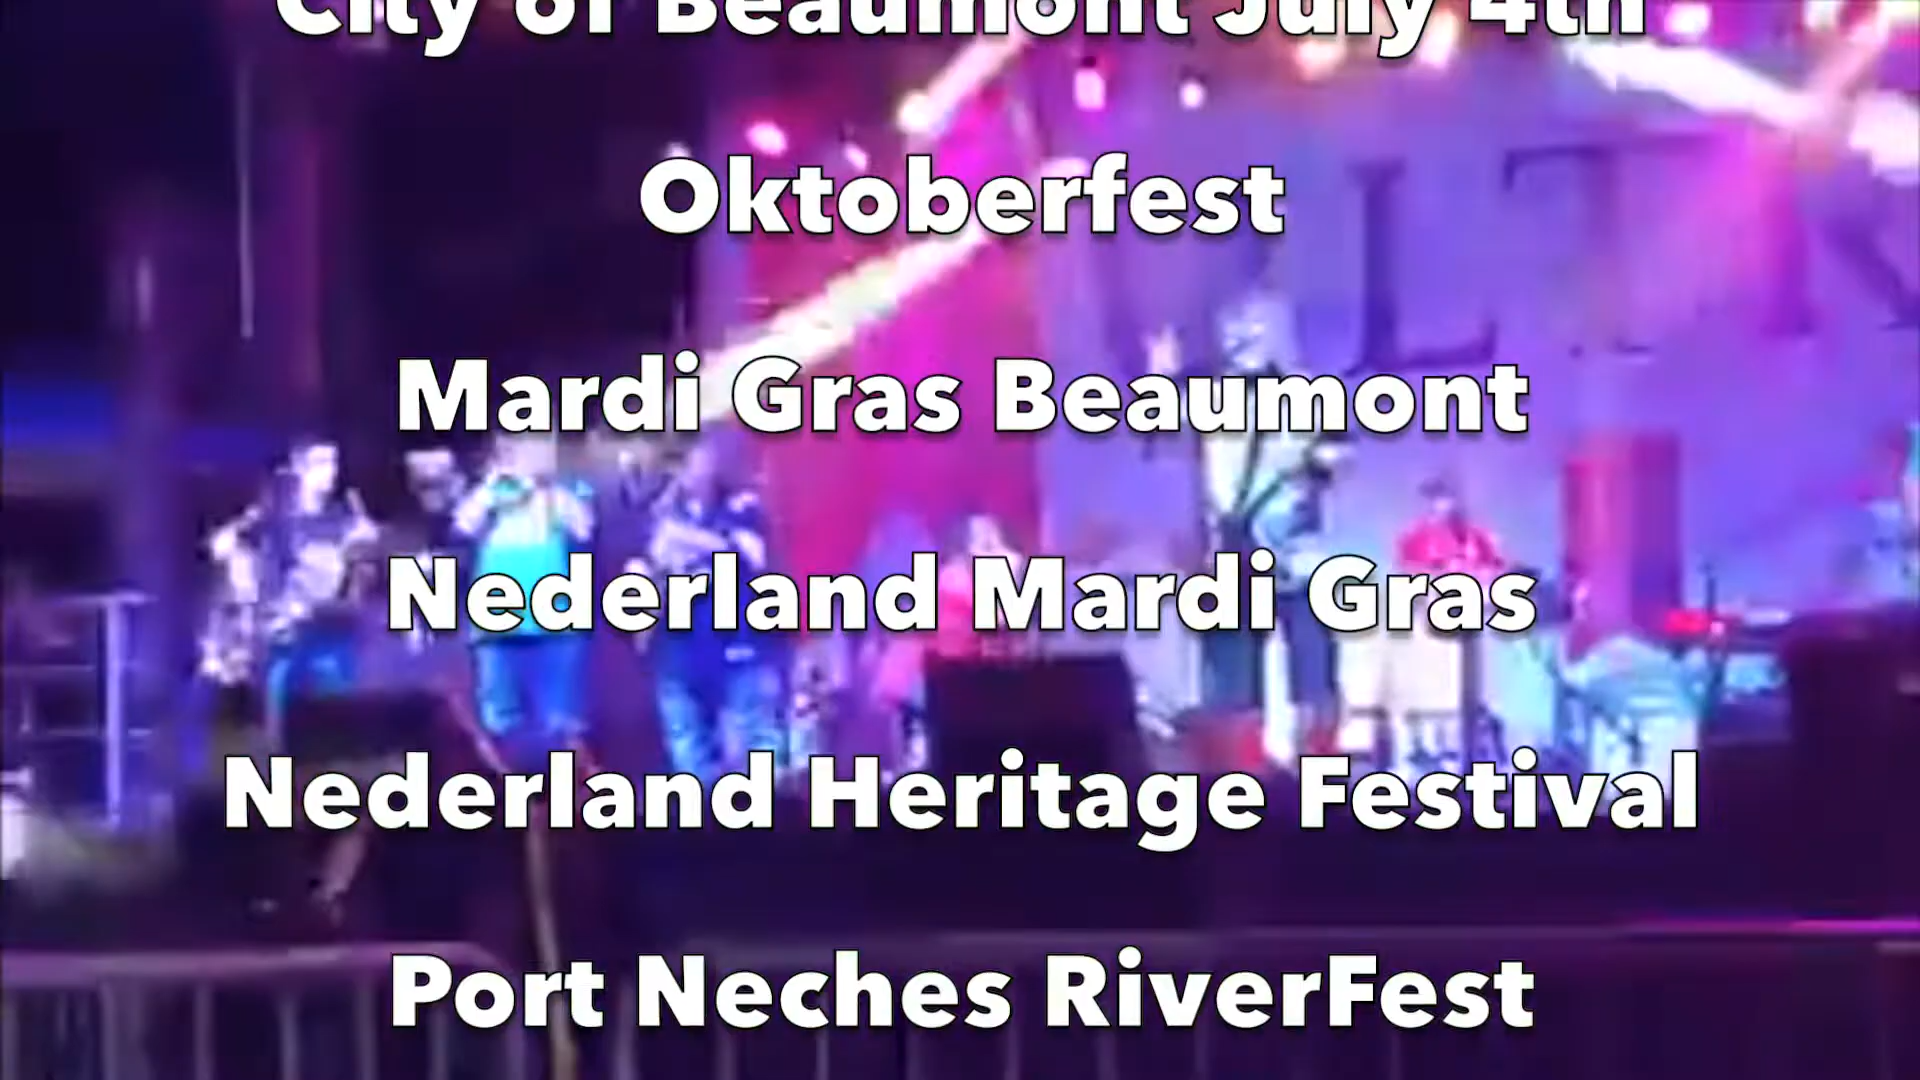 City of Beaumont July 4th
Oktoberfest
Mardi Gras Beaumont
Nederland Mardi Gras
Nederland Heritage Festival
Port Neches RiverFest